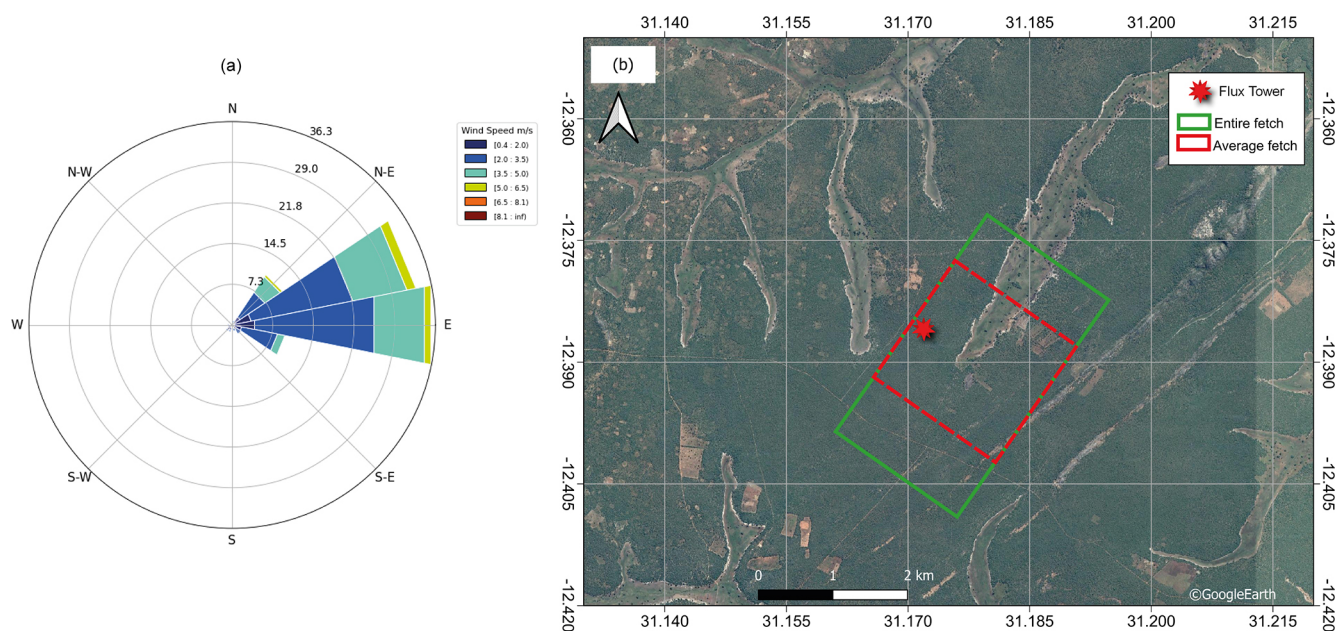 (a)
N
N-E
E
S-E
S
S-W
W
N-W
7.3
14.5
21.8
29.0
36.3
Wind Speed m/s
[0.4 : 2.0)
[2.0 : 3.5)
[3.5 : 5.0)
[5.0 : 6.5)
[6.5 : 8.1)
[8.1 : inf)
(b)
31.140 31.155 31.170 31.185 31.200 31.215
-12.360
-12.375
-12.390
-12.405
-12.420
Flux Tower
Entire fetch
Average fetch
-12.360
-12.375
-12.390
-12.405
-12.420
0 1 2 km
©GoogleEarth
31.140 31.155 31.170 31.185 31.200 31.215